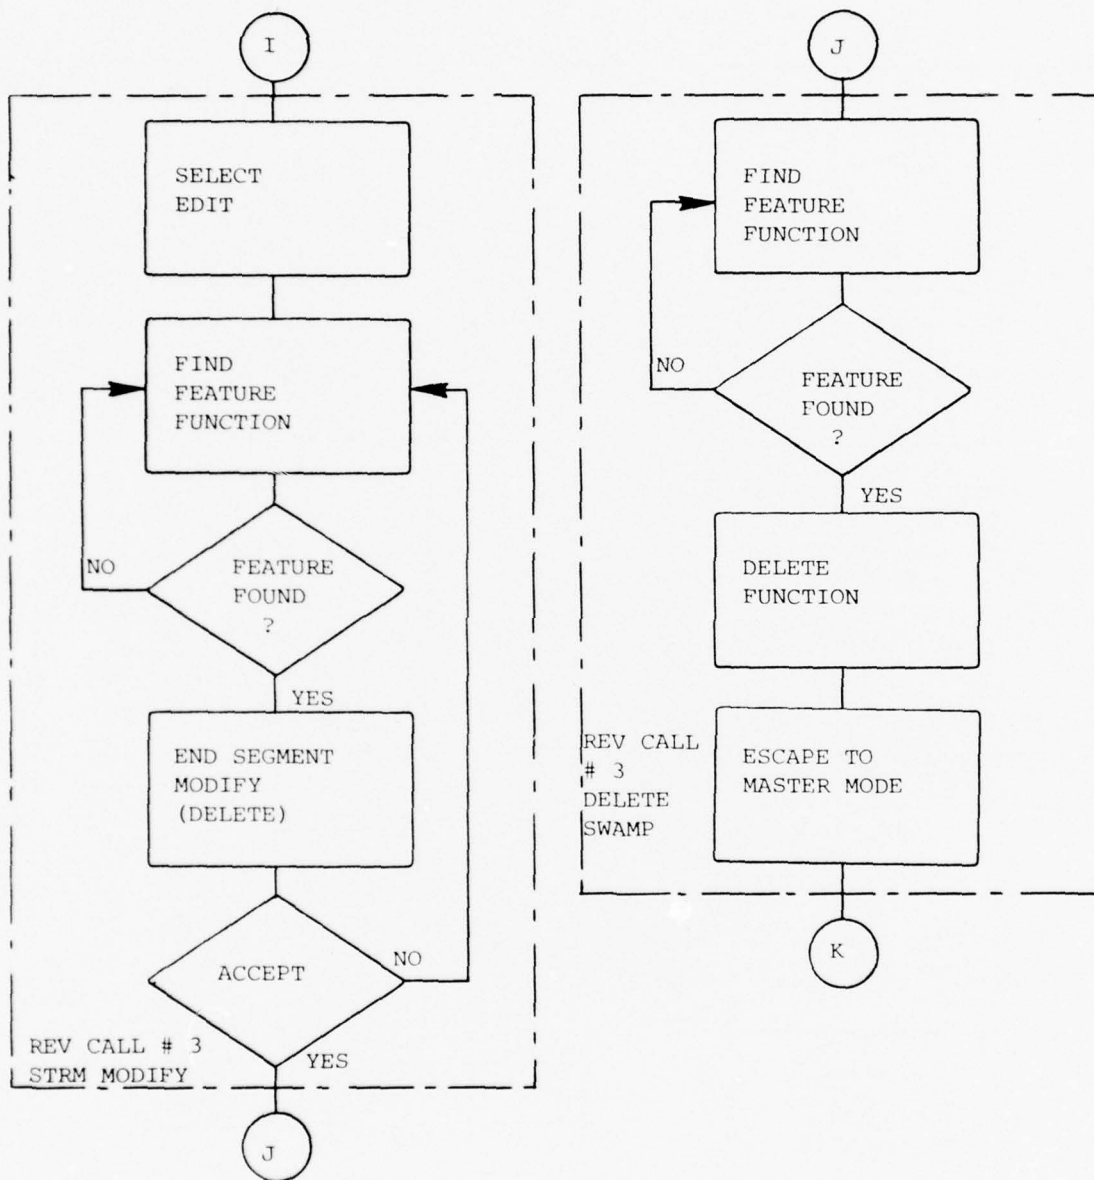 I
SELECT
EDIT
FIND
FEATURE
FUNCTION
NO
FEATURE
FOUND
?
YES
END SEGMENT
MODIFY
(DELETE)
ACCEPT
NO
REV CALL # 3
STRM MODIFY
YES
J
J
FIND
FEATURE
FUNCTION
NO
FEATURE
FOUND
?
YES
DELETE
FUNCTION
REV CALL
# 3
DELETE
SWAMP
ESCAPE TO
MASTER MODE
K